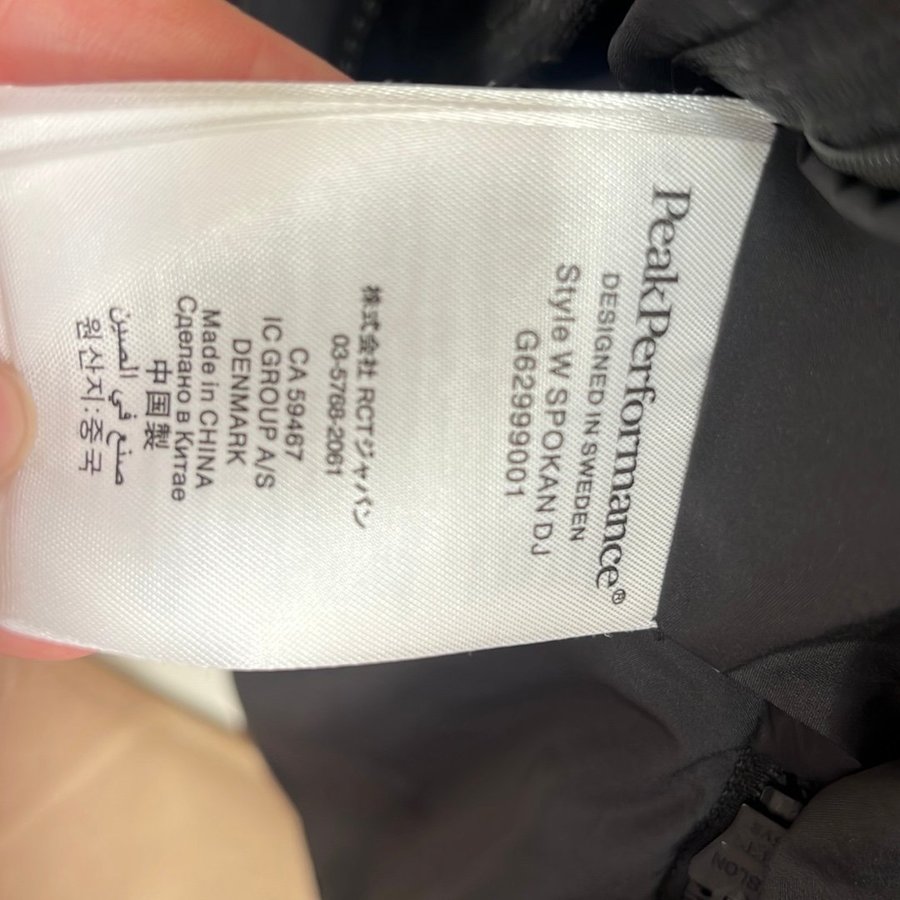 PeakPerformance®
DESIGNED IN SWEDEN
Style W SPOKAN DJ
G62999001
株式会社 RCTジャパン
03-5768-2061
CA 59467
IC GROUP A/S
DENMARK
Made in CHINA
Сделано в Китае
中国製
صنع في الصين
원산지:중국